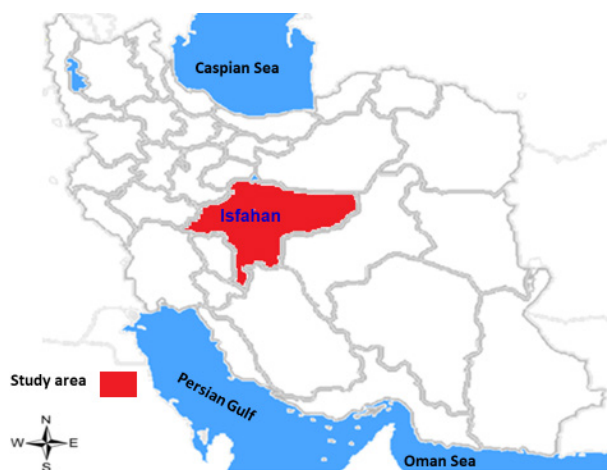 Caspian Sea
Isfahan
Study area
Persian Gulf
N
W E
S
Oman Sea